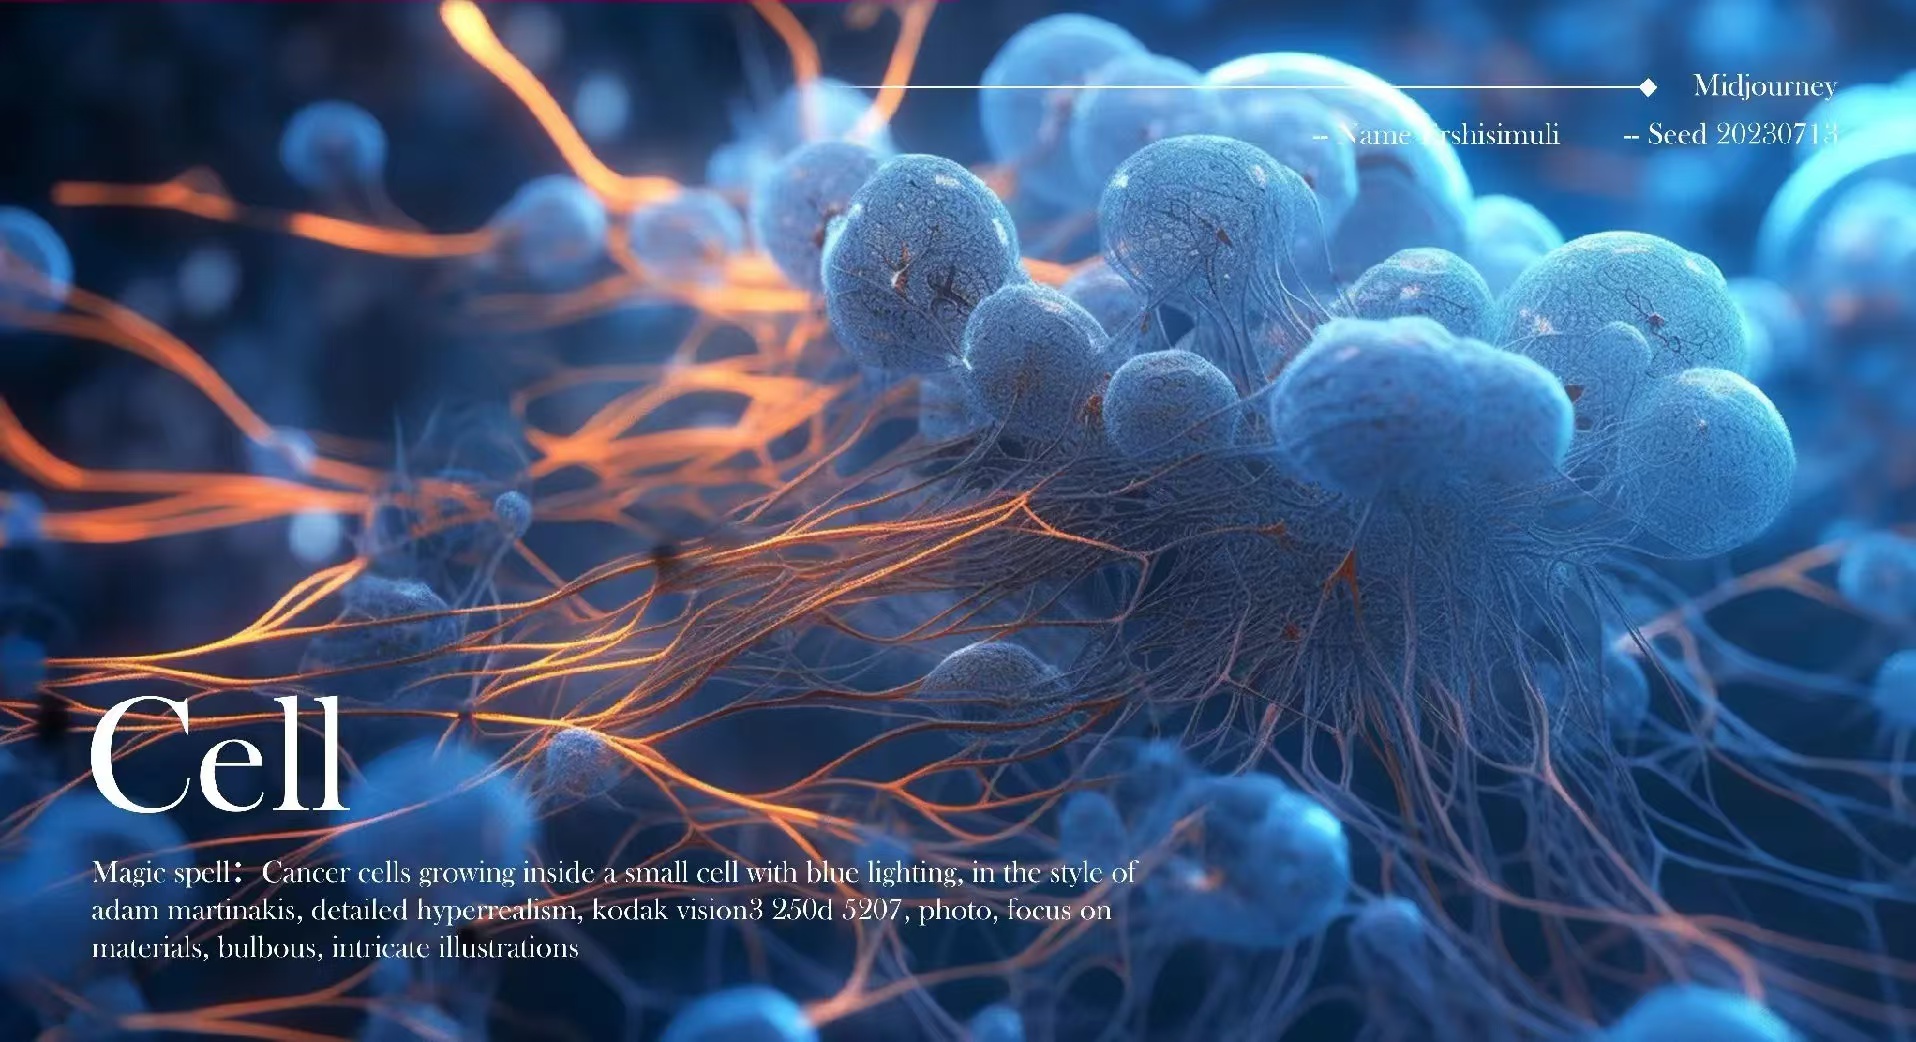 Midjourney
-- Name Ershisimuli -- Seed 20230713
Cell
Magic spell： Cancer cells growing inside a small cell with blue lighting, in the style of
adam martinakis, detailed hyperrealism, kodak vision3 250d 5207, photo, focus on
materials, bulbous, intricate illustrations